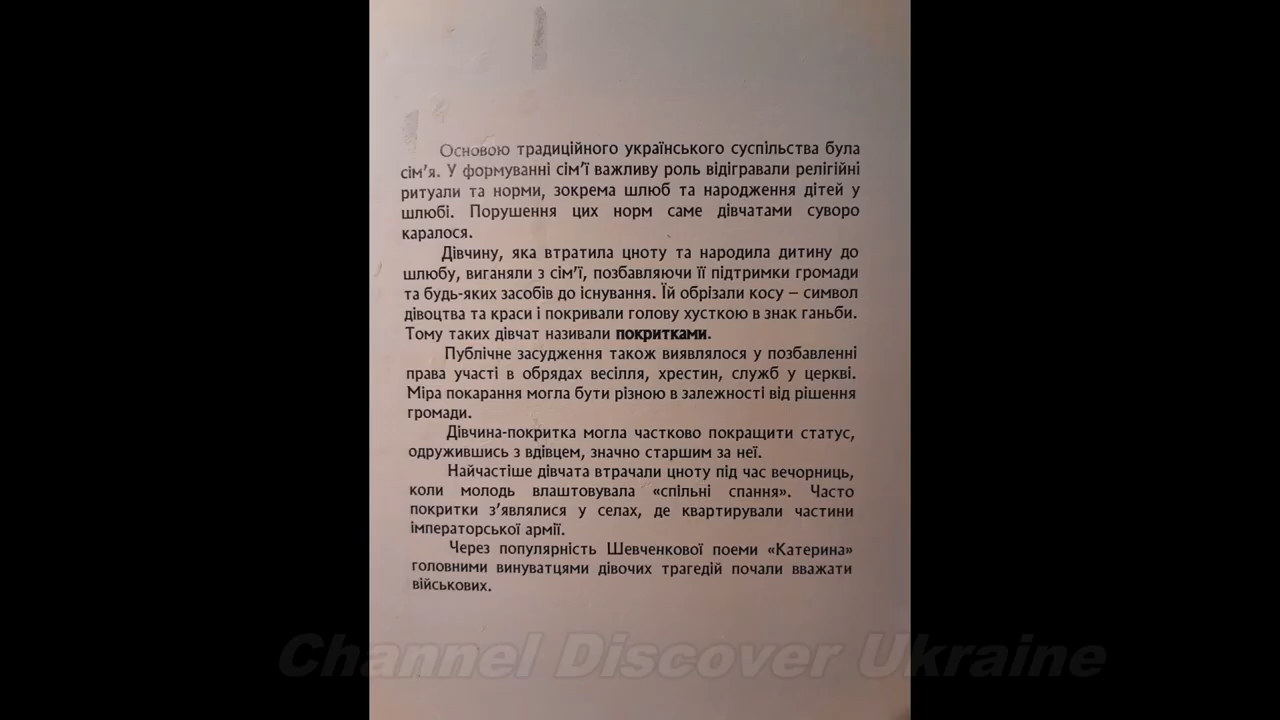 Основою традиційного українського суспільства була
сім’я. У формуванні сім’ї важливу роль відігравали релігійні
ритуали та норми, зокрема шлюб та народження дітей у
шлюбі. Порушення цих норм саме дівчатами суворо
каралося.
Дівчину, яка втратила цноту та народила дитину до
шлюбу, виганяли з сім’ї, позбавляючи її підтримки громади
та будь-яких засобів до існування. Їй обрізали косу – символ
дівоцтва та краси і покривали голову хусткою в знак ганьби.
Тому таких дівчат називали покритками.
Публічне засудження також виявлялося у позбавленні
права участі в обрядах весілля, хрестин, служб у церкві.
Міра покарання могла бути різною в залежності від рішення
громади.
Дівчина-покритка могла частково покращити статус,
одружившись з вдівцем, значно старшим за неї.
Найчастіше дівчата втрачали цноту під час вечорниць,
коли молодь влаштовувала «спільні спання». Часто
покритки з’являлися у селах, де квартирували частини
імператорської армії.
Через популярність Шевченкової поеми «Катерина»
головними винуватцями дівочих трагедій почали вважати
військових.
Channel Discover Ukraine